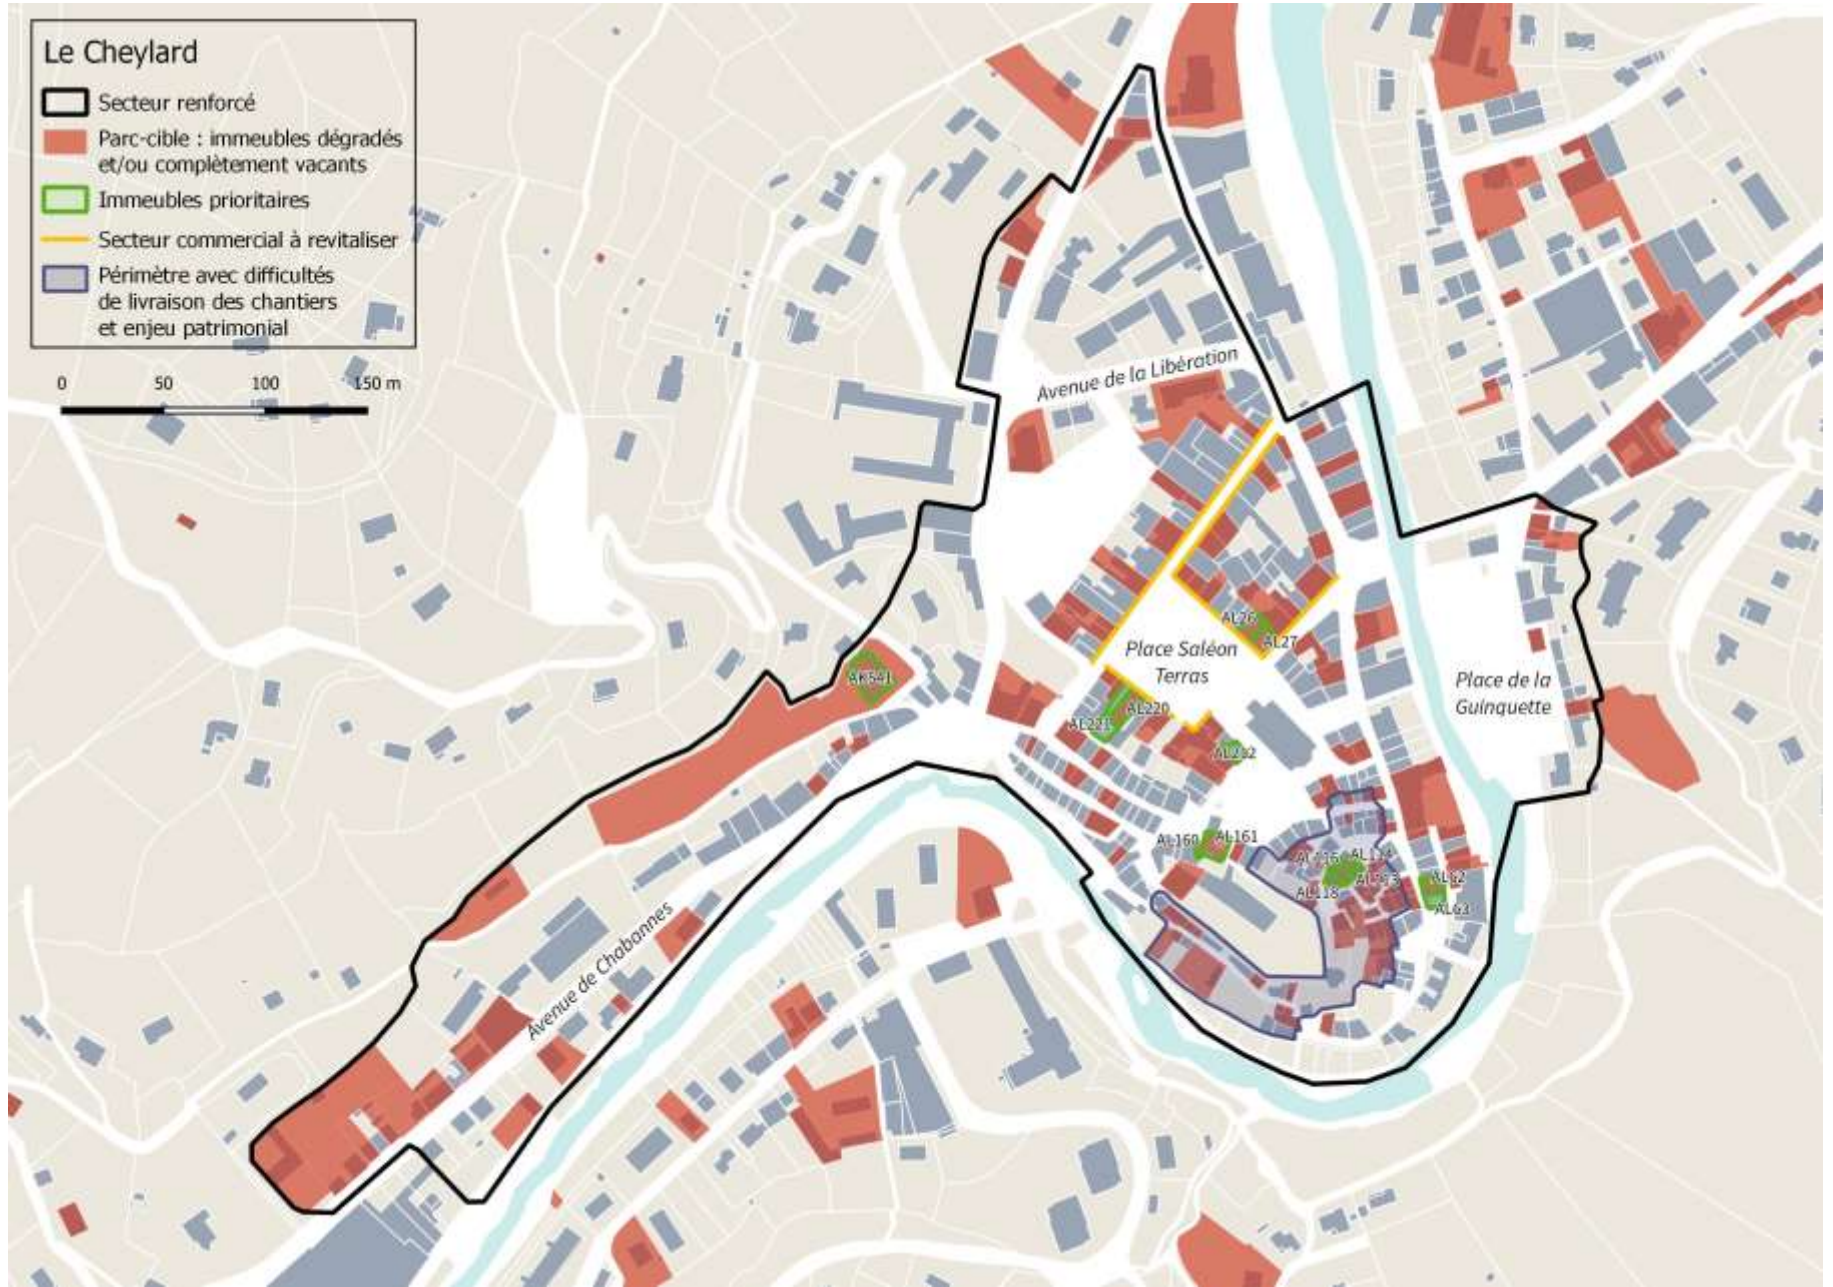 Le Cheylard
Secteur renforcé
Parc-cible : immeubles dégradés
et/ou complètement vacants
Immeubles prioritaires
Secteur commercial à revitaliser
Périmètre avec difficultés
de livraison des chantiers
et enjeu patrimonial
0 50 100 150 m
Avenue de la Libération
AL26
AL27
Place Saléon
Terras
AK541
Place de la
Guinquette
AL220
AL221
AL160
AL161
AL118
AL62
AL63
Avenue de Chabannes